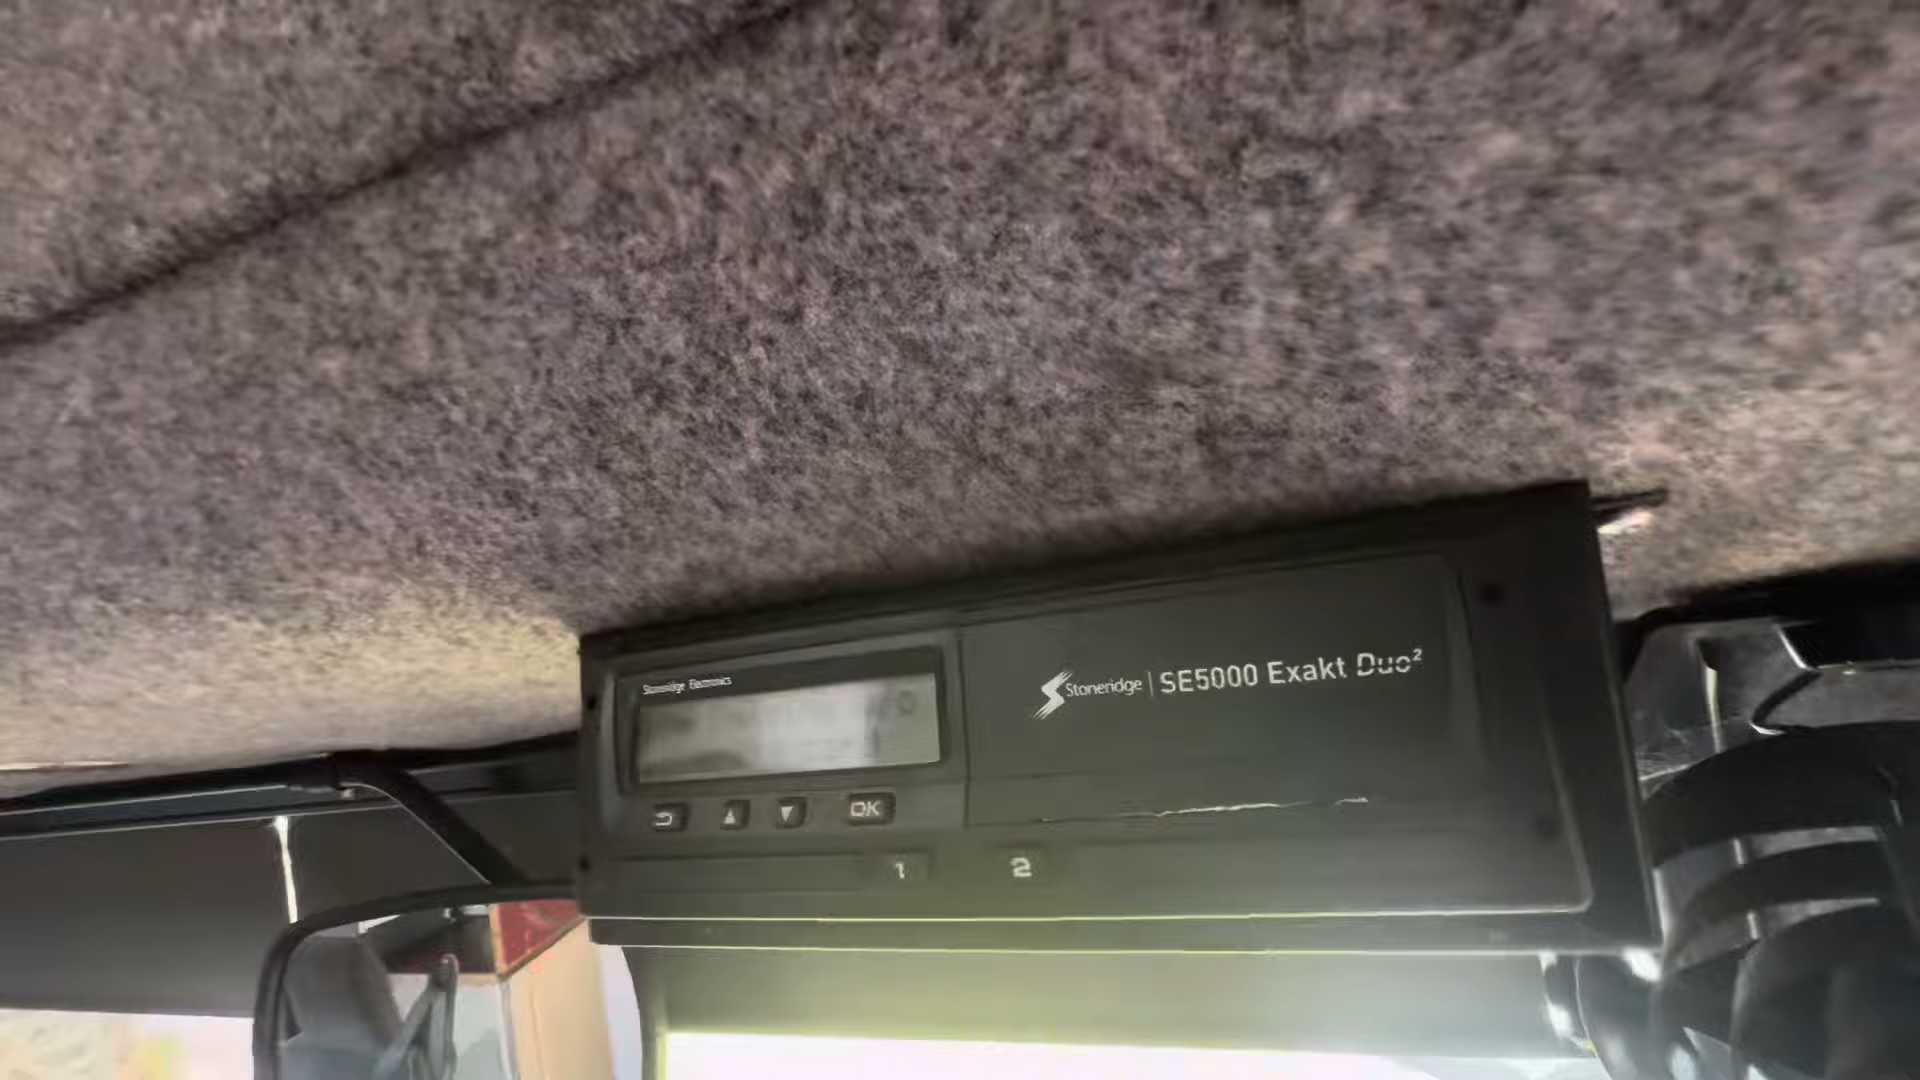 Stoneridge Electronics
Stoneridge | SE5000 Exakt Duo²
OK
1 2